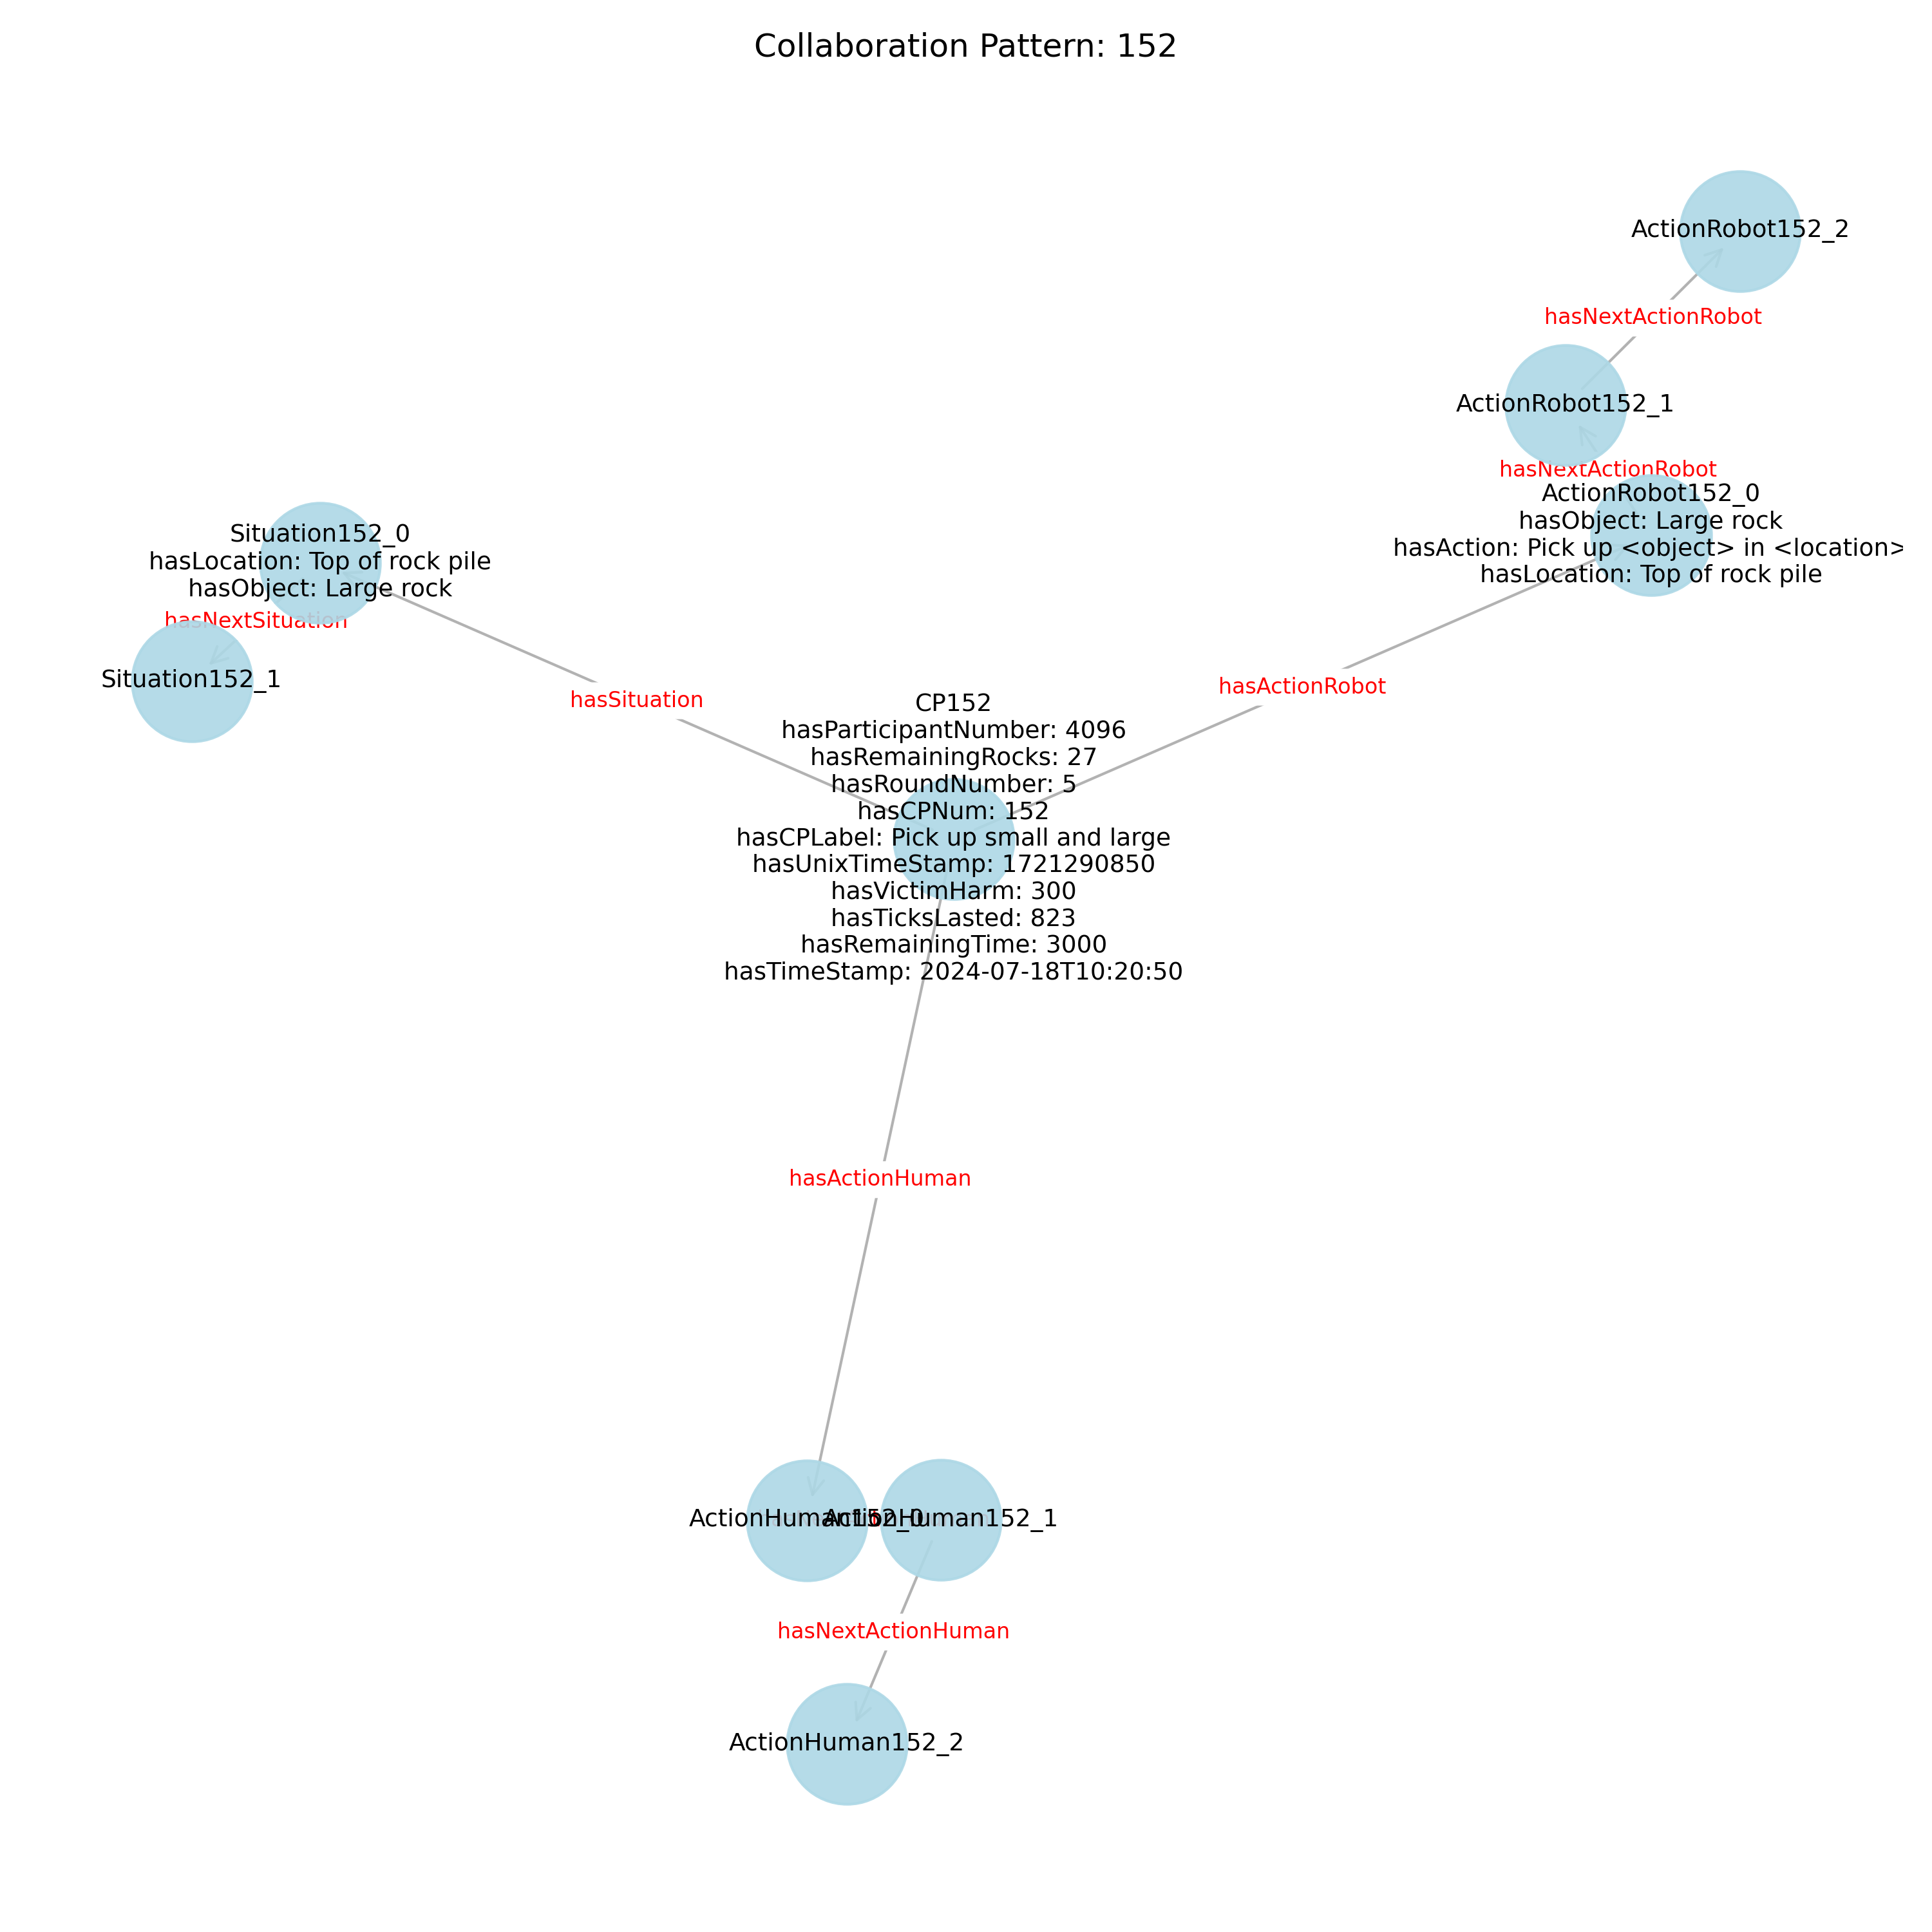 Collaboration Pattern: 152
ActionRobot152_2
hasNextActionRobot
ActionRobot152_1
hasNextActionRobot
ActionRobot152_0
hasObject: Large rock
hasAction: Pick up <object> in <location>
hasLocation: Top of rock pile
Situation152_0
hasLocation: Top of rock pile
hasObject: Large rock
hasNextSituation
Situation152_1
hasSituation
hasActionRobot
CP152
hasParticipantNumber: 4096
hasRemainingRocks: 27
hasRoundNumber: 5
hasCPNum: 152
hasCPLabel: Pick up small and large
hasUnixTimeStamp: 1721290850
hasVictimHarm: 300
hasTicksLasted: 823
hasRemainingTime: 3000
hasTimeStamp: 2024-07-18T10:20:50
hasActionHuman
ActionHuman152_0
ActionHuman152_1
hasNextActionHuman
ActionHuman152_2